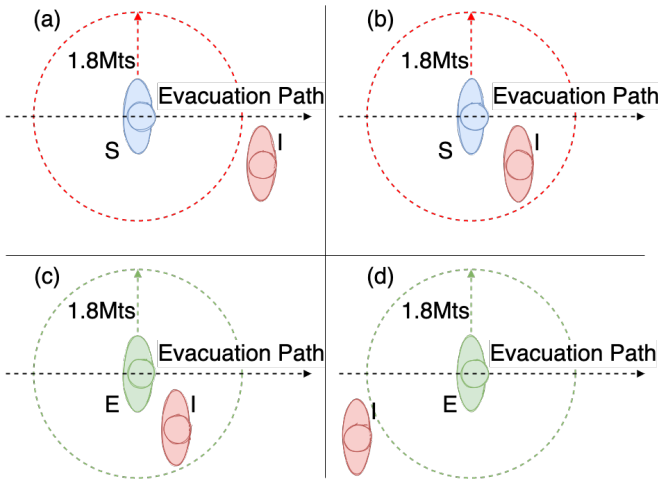 (a)
1.8Mts
Evacuation Path
S
I
(b)
1.8Mts
Evacuation Path
S
I
(c)
1.8Mts
Evacuation Path
E
I
(d)
1.8Mts
Evacuation Path
I
E